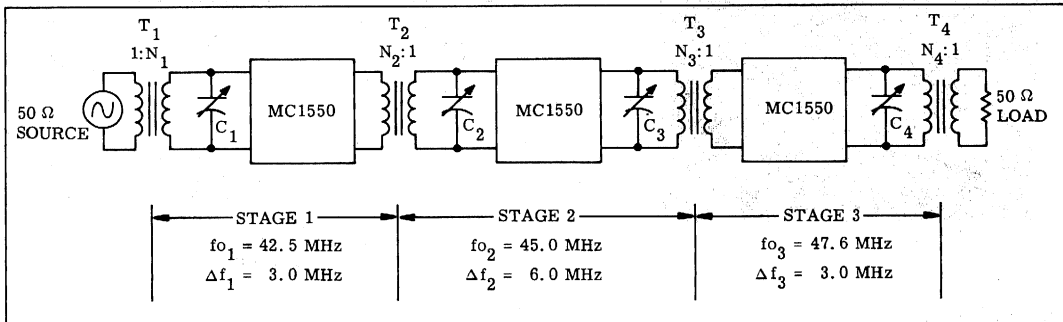 T1 T2 T3 T4
1:N1 N2:1 N3:1 N4:1
50 Ω
SOURCE
C1
MC1550
C2
MC1550
C3
MC1550
C4
50 Ω
LOAD
STAGE 1 STAGE 2 STAGE 3
fo1 = 42.5 MHz fo2 = 45.0 MHz fo3 = 47.6 MHz
Δf1 = 3.0 MHz Δf2 = 6.0 MHz Δf3 = 3.0 MHz